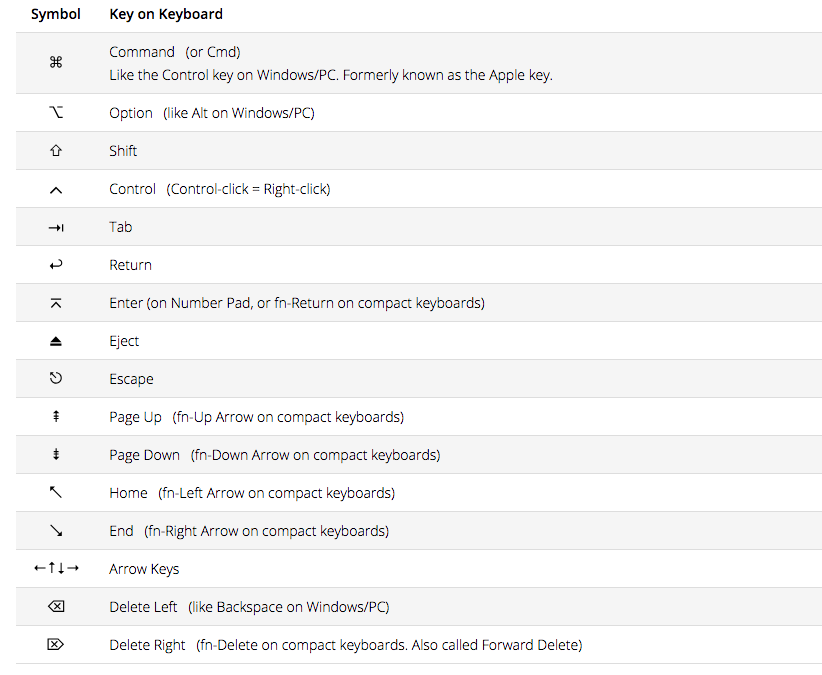 Symbol Key on Keyboard
⌘ Command (or Cmd)
Like the Control key on Windows/PC. Formerly known as the Apple key.
⌥ Option (like Alt on Windows/PC)
⇧ Shift
⌃ Control (Control-click = Right-click)
⇥ Tab
↩ Return
⌤ Enter (on Number Pad, or fn-Return on compact keyboards)
⏏ Eject
⎋ Escape
⇞ Page Up (fn-Up Arrow on compact keyboards)
⇟ Page Down (fn-Down Arrow on compact keyboards)
↖ Home (fn-Left Arrow on compact keyboards)
↘ End (fn-Right Arrow on compact keyboards)
←↑↓→ Arrow Keys
⌫ Delete Left (like Backspace on Windows/PC)
⌦ Delete Right (fn-Delete on compact keyboards. Also called Forward Delete)